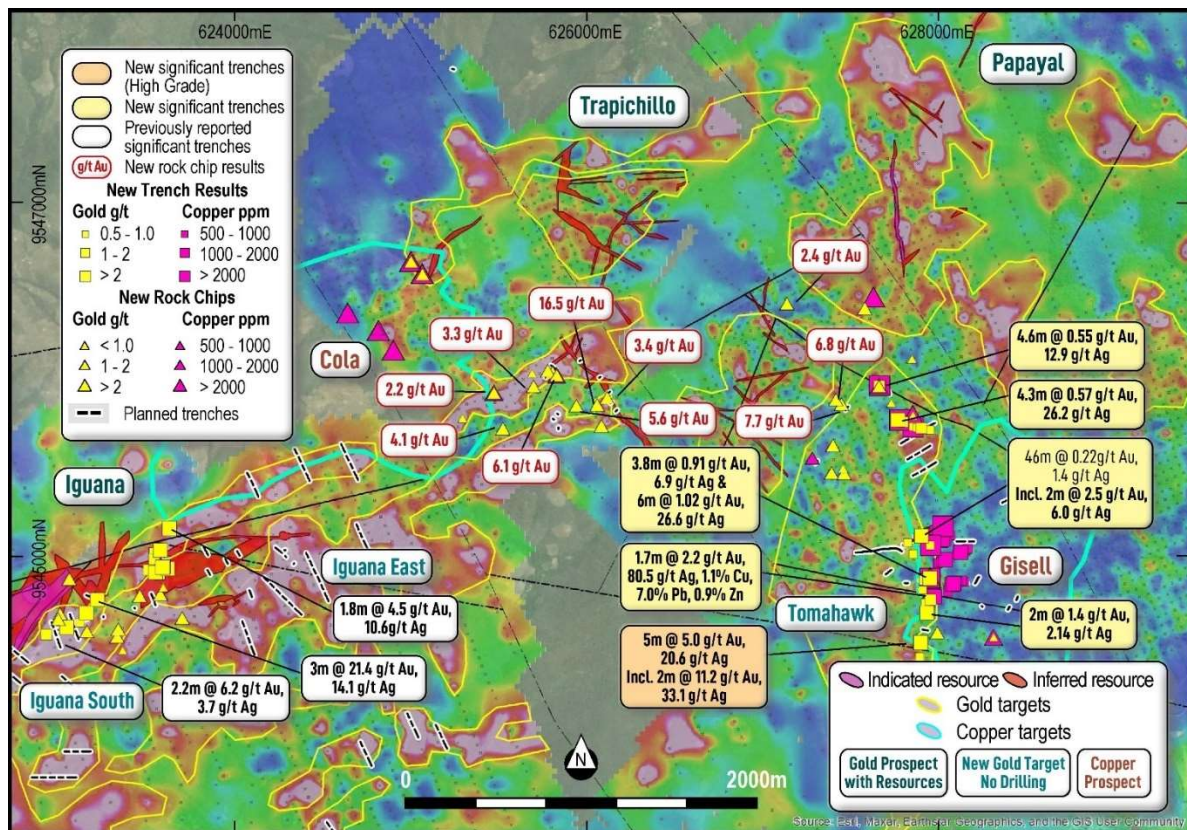 624000mE
626000mE
628000mE
9547000mN
9545000mN
New significant trenches
(High Grade)
New significant trenches
Previously reported
significant trenches
g/t Au
New rock chip results
New Trench Results
Gold g/t
Copper ppm
0.5 - 1.0
500 - 1000
1 - 2
1000 - 2000
> 2
> 2000
New Rock Chips
Gold g/t
Copper ppm
< 1.0
500 - 1000
1 - 2
1000 - 2000
> 2
> 2000
Planned trenches
Papayal
Trapichillo
Cola
2.4 g/t Au
16.5 g/t Au
3.3 g/t Au
3.4 g/t Au
6.8 g/t Au
2.2 g/t Au
4.1 g/t Au
6.1 g/t Au
5.6 g/t Au
7.7 g/t Au
4.6m @ 0.55 g/t Au,
12.9 g/t Ag
4.3m @ 0.57 g/t Au,
26.2 g/t Ag
46m @ 0.22g/t Au,
1.4 g/t Ag
Incl. 2m @ 2.5 g/t Au,
6.0 g/t Ag
3.8m @ 0.91 g/t Au,
6.9 g/t Ag &
6m @ 1.02 g/t Au,
26.6 g/t Ag
1.7m @ 2.2 g/t Au,
80.5 g/t Ag, 1.1% Cu,
7.0% Pb, 0.9% Zn
5m @ 5.0 g/t Au,
20.6 g/t Ag
Incl. 2m @ 11.2 g/t Au,
33.1 g/t Ag
2m @ 1.4 g/t Au,
2.14 g/t Ag
Gisell
Tomahawk
Iguana
Iguana East
Iguana South
1.8m @ 4.5 g/t Au,
10.6g/t Ag
3m @ 21.4 g/t Au,
14.1 g/t Ag
2.2m @ 6.2 g/t Au,
3.7 g/t Ag
N
0
2000m
Indicated resource
Inferred resource
Gold targets
Copper targets
Gold Prospect
with Resources
New Gold Target
No Drilling
Copper
Prospect
Source: Esri, Maxar, Earthstar Geographics, and the GIS User Community